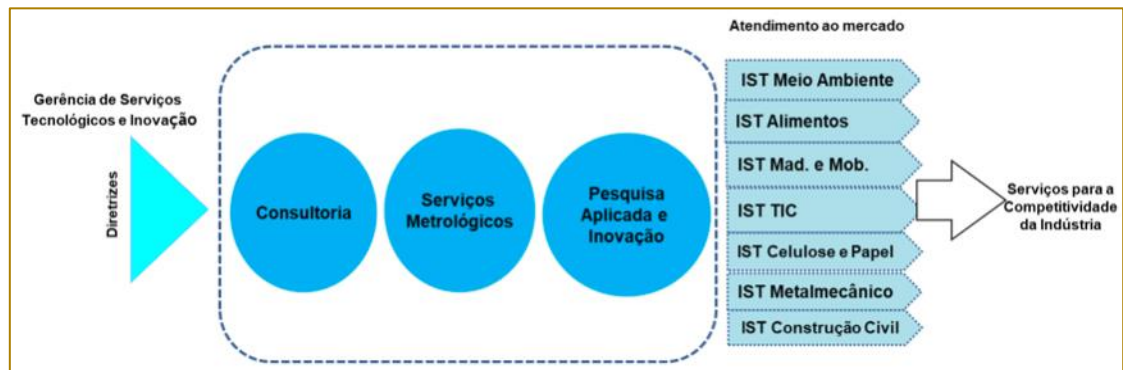 Gerência de Serviços
Tecnológicos e Inovação
Diretrizes
Consultoria
Serviços
Metrológicos
Pesquisa
Aplicada e
Inovação
Atendimento ao mercado
IST Meio Ambiente
IST Alimentos
IST Mad. e Mob.
IST TIC
IST Celulose e Papel
IST Metalmecânico
IST Construção Civil
Serviços para a
Competitividade
da Indústria